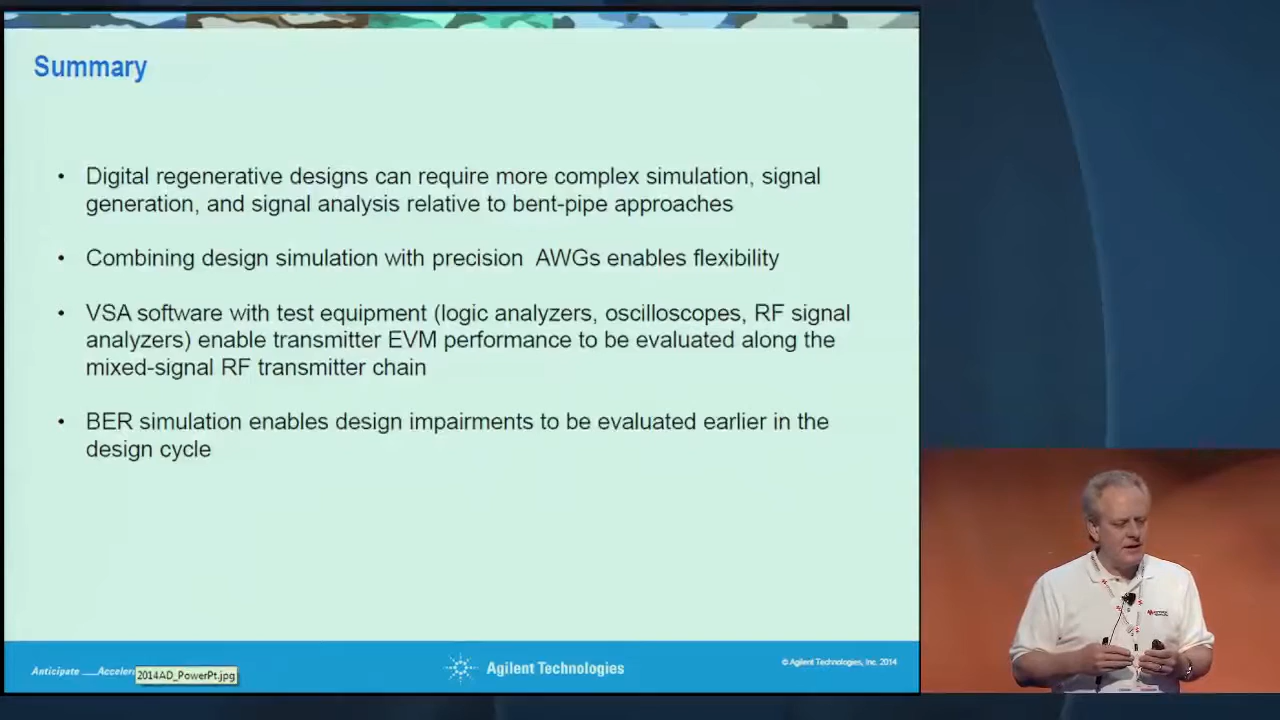 Summary
• Digital regenerative designs can require more complex simulation, signal
generation, and signal analysis relative to bent-pipe approaches
• Combining design simulation with precision AWGs enables flexibility
• VSA software with test equipment (logic analyzers, oscilloscopes, RF signal
analyzers) enable transmitter EVM performance to be evaluated along the
mixed-signal RF transmitter chain
• BER simulation enables design impairments to be evaluated earlier in the
design cycle
Anticipate __Acceler
2014AD_PowerPt.jpg
Agilent Technologies
© Agilent Technologies, Inc. 2014